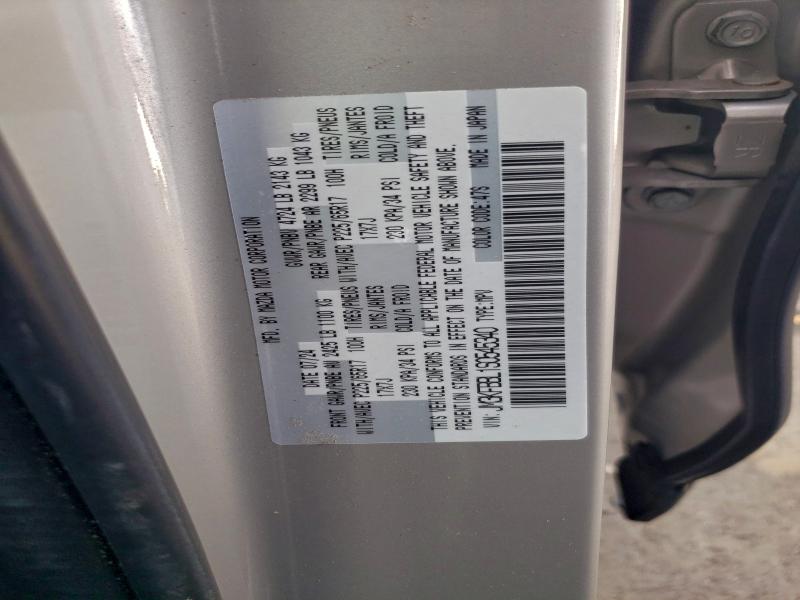 MFD. BY MAZDA MOTOR CORPORATION
DATE 07/24 GVWR/PNBV 4724 LB 2143 KG
FRONT GAWR/PNBE AV 2425 LB 1100 KG REAR GAWR/PNBE AR 2299 LB 1043 KG
WITH/AVEC P225/65R17 100H TIRES/PNEUS WITH/AVEC P225/65R17 100H TIRES/PNEUS
17X7J RIMS/JANTES 17X7J RIMS/JANTES
230 KPA/34 PSI COLD/A FROID 230 KPA/34 PSI COLD/A FROID
THIS VEHICLE CONFORMS TO ALL APPLICABLE FEDERAL MOTOR VEHICLE SAFETY AND THEFT
PREVENTION STANDARDS IN EFFECT ON THE DATE OF MANUFACTURE SHOWN ABOVE.
VIN: TYPE:MPV COLOR CODE:47S MADE IN JAPAN
10